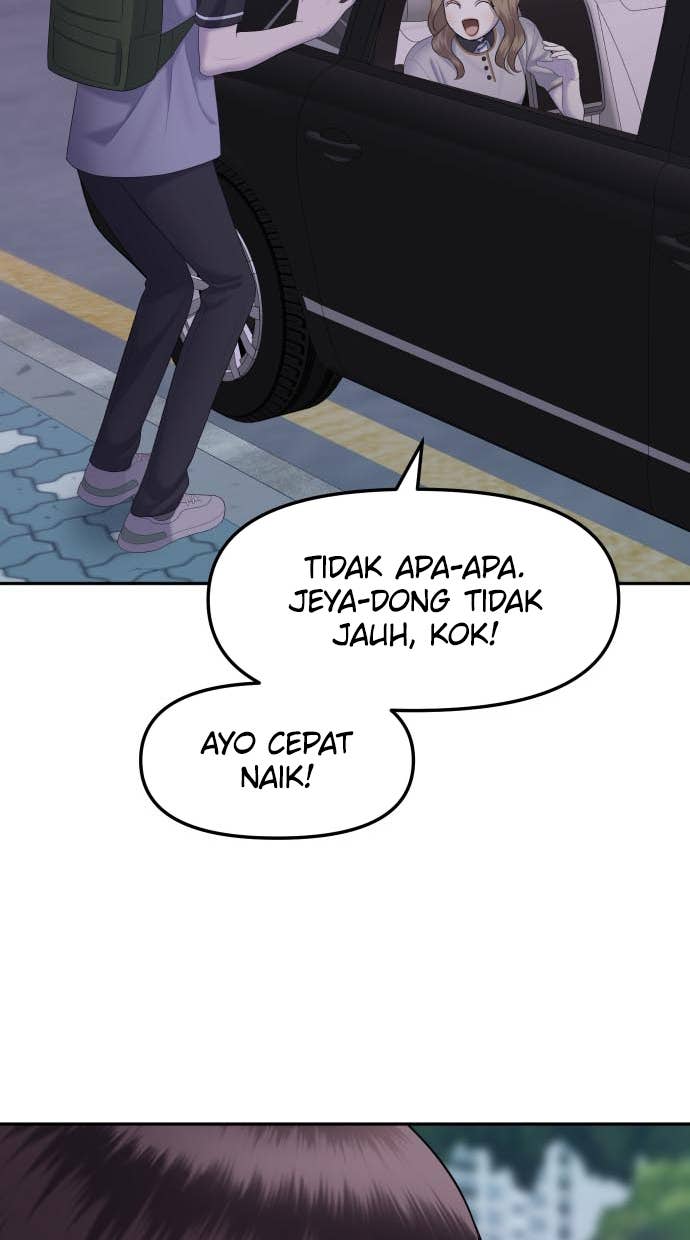 TIDAK APA-APA.
JEYA-DONG TIDAK
JAUH, KOK!
AYO CEPAT
NAIK!